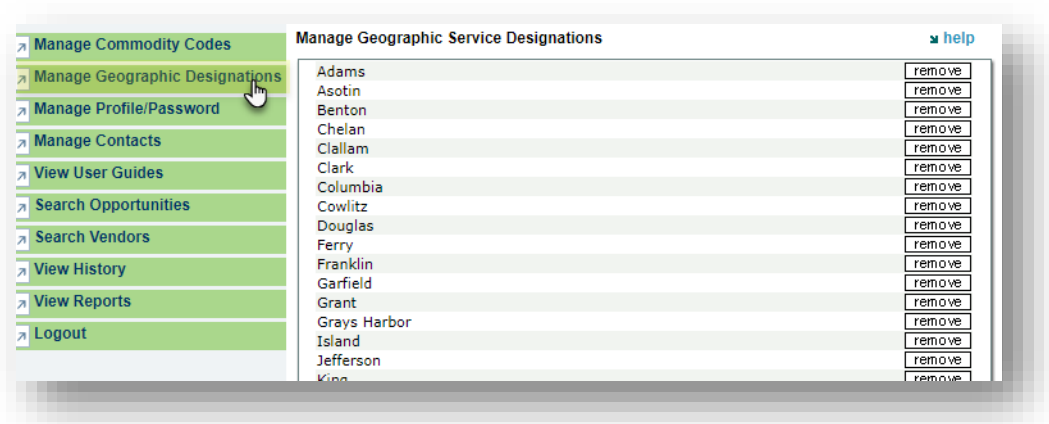 Manage Commodity Codes
Manage Geographic Designations
Manage Profile/Password
Manage Contacts
View User Guides
Search Opportunities
Search Vendors
View History
View Reports
Logout
Manage Geographic Service Designations help
Adams remove
Asotin remove
Benton remove
Chelan remove
Clallam remove
Clark remove
Columbia remove
Cowlitz remove
Douglas remove
Ferry remove
Franklin remove
Garfield remove
Grant remove
Grays Harbor remove
Island remove
Jefferson remove
King remove